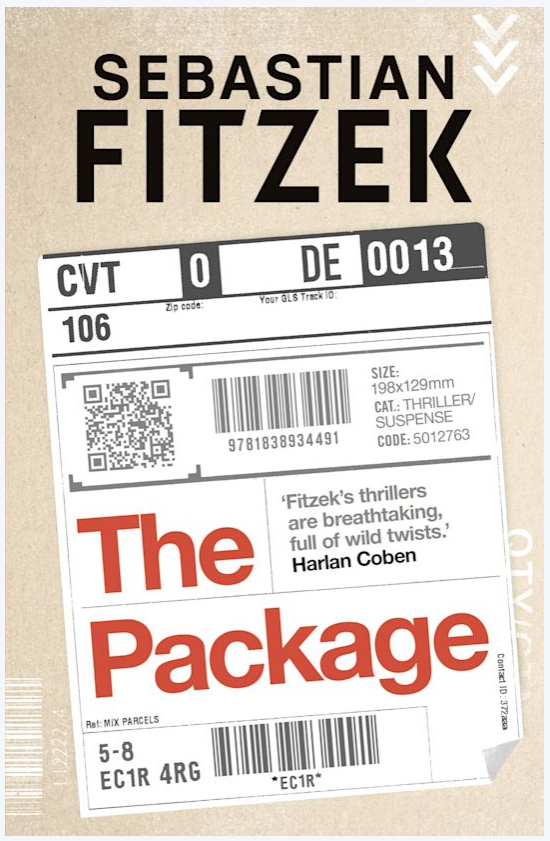 SEBASTIAN
FITZEK
CVT 0 DE 0013
Zip code: Your GLS Track ID:
106
SIZE:
198x129mm
CAT.: THRILLER/
SUSPENSE
CODE: 5012763
9781838934491
The
Package
‘Fitzek’s thrillers
are breathtaking,
full of wild twists.’
Harlan Coben
Contact ID:
Ref: MIX PARCELS
5-8
EC1R 4RG
*EC1R*